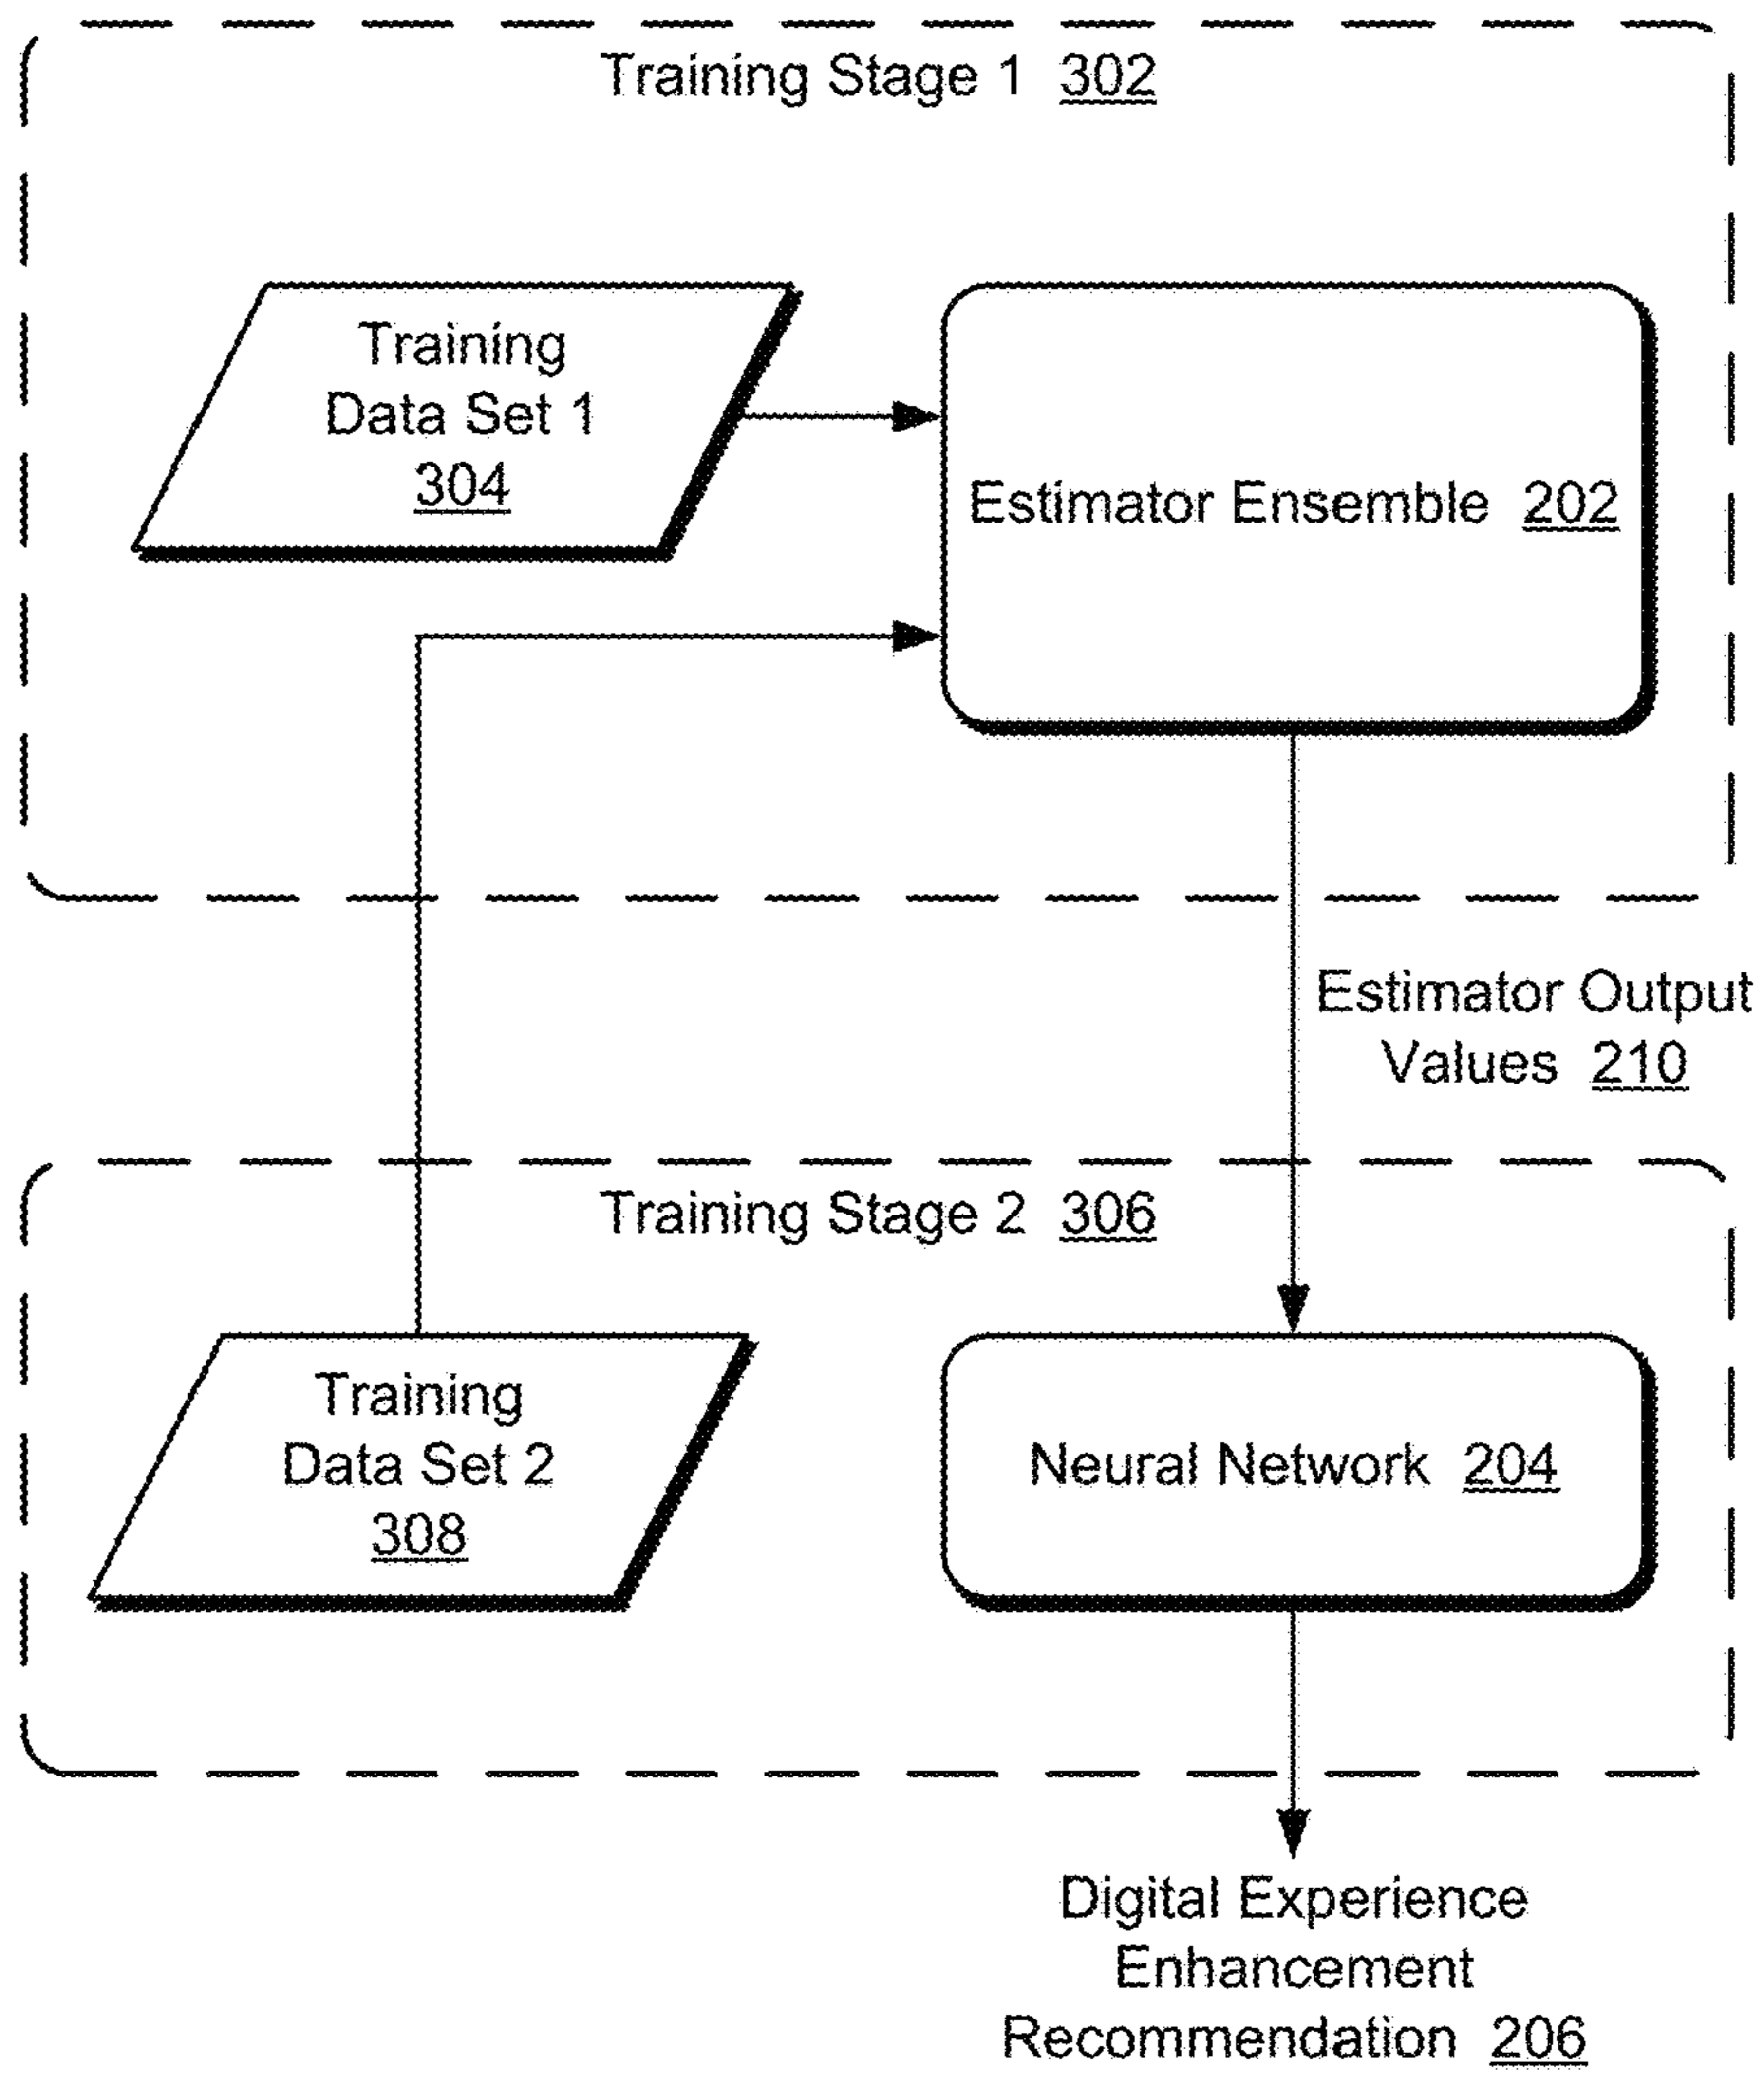 Training Stage 1 302
Training
Data Set 1
304
Estimator Ensemble 202
Estimator Output
Values 210
Training Stage 2 306
Training
Data Set 2
308
Neural Network 204
Digital Experience
Enhancement
Recommendation 206